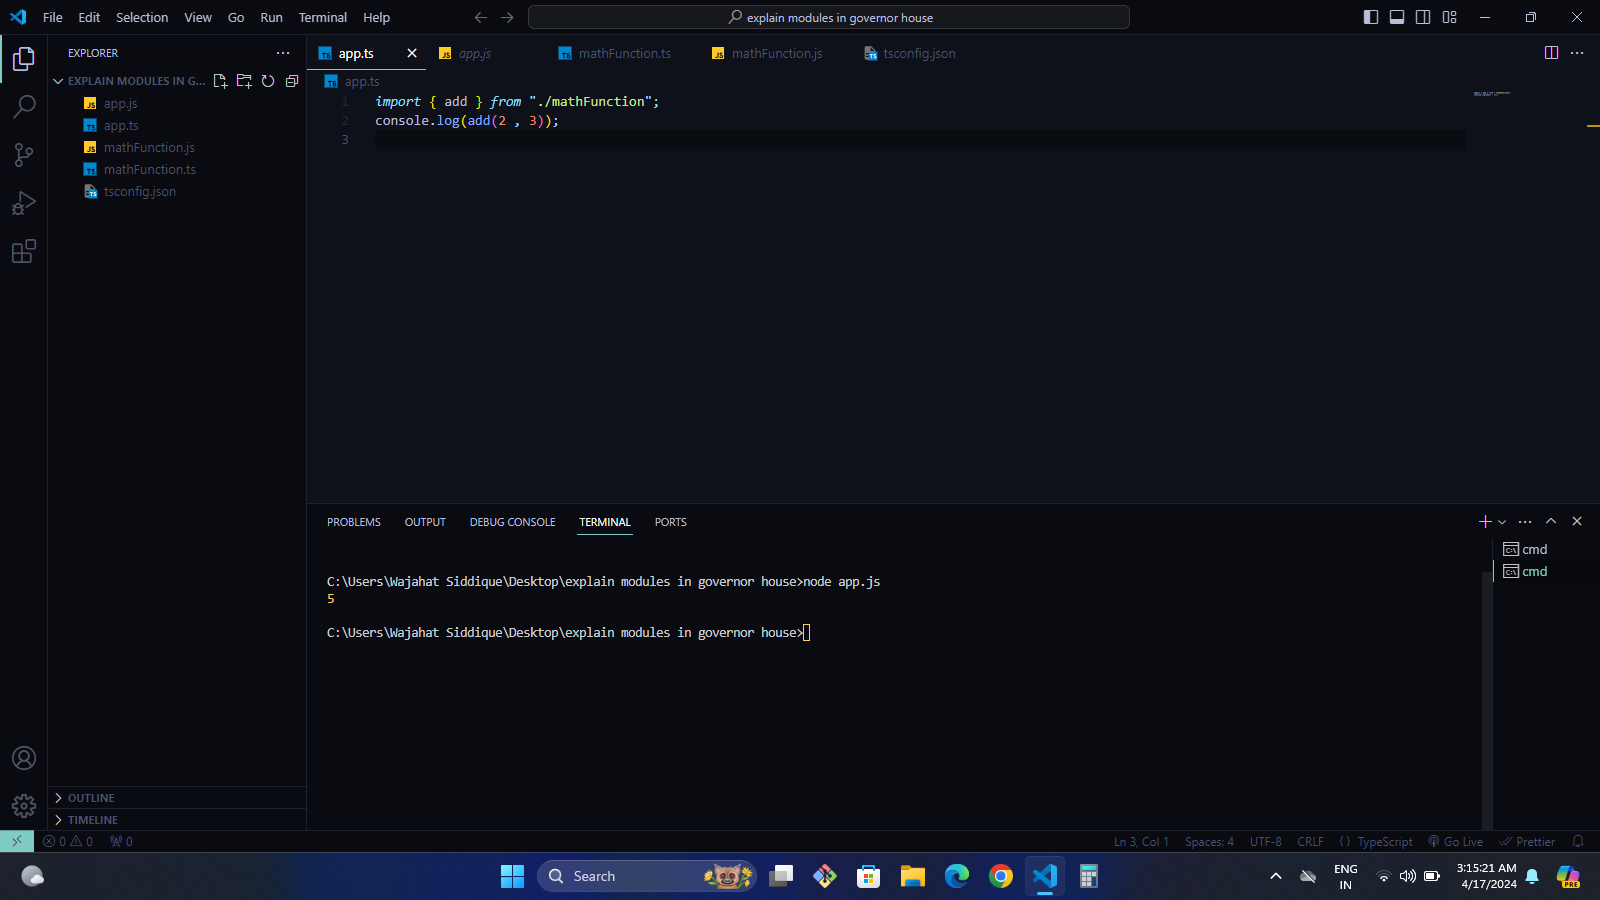 File Edit Selection View Go Run Terminal Help
explain modules in governor house
EXPLORER
EXPLAIN MODULES IN G...
app.js
app.ts
mathFunction.js
mathFunction.ts
tsconfig.json
OUTLINE
TIMELINE
app.ts app.js mathFunction.ts mathFunction.js tsconfig.json
app.ts
1 import { add } from "./mathFunction";
2 console.log(add(2 , 3));
3
PROBLEMS OUTPUT DEBUG CONSOLE TERMINAL PORTS
C:\Users\Wajahat Siddique\Desktop\explain modules in governor house>node app.js
5
C:\Users\Wajahat Siddique\Desktop\explain modules in governor house>
cmd
cmd
0 0 0 Ln 3, Col 1 Spaces: 4 UTF-8 CRLF { } TypeScript Go Live Prettier
Search
ENG
IN
3:15:21 AM
4/17/2024
PRE